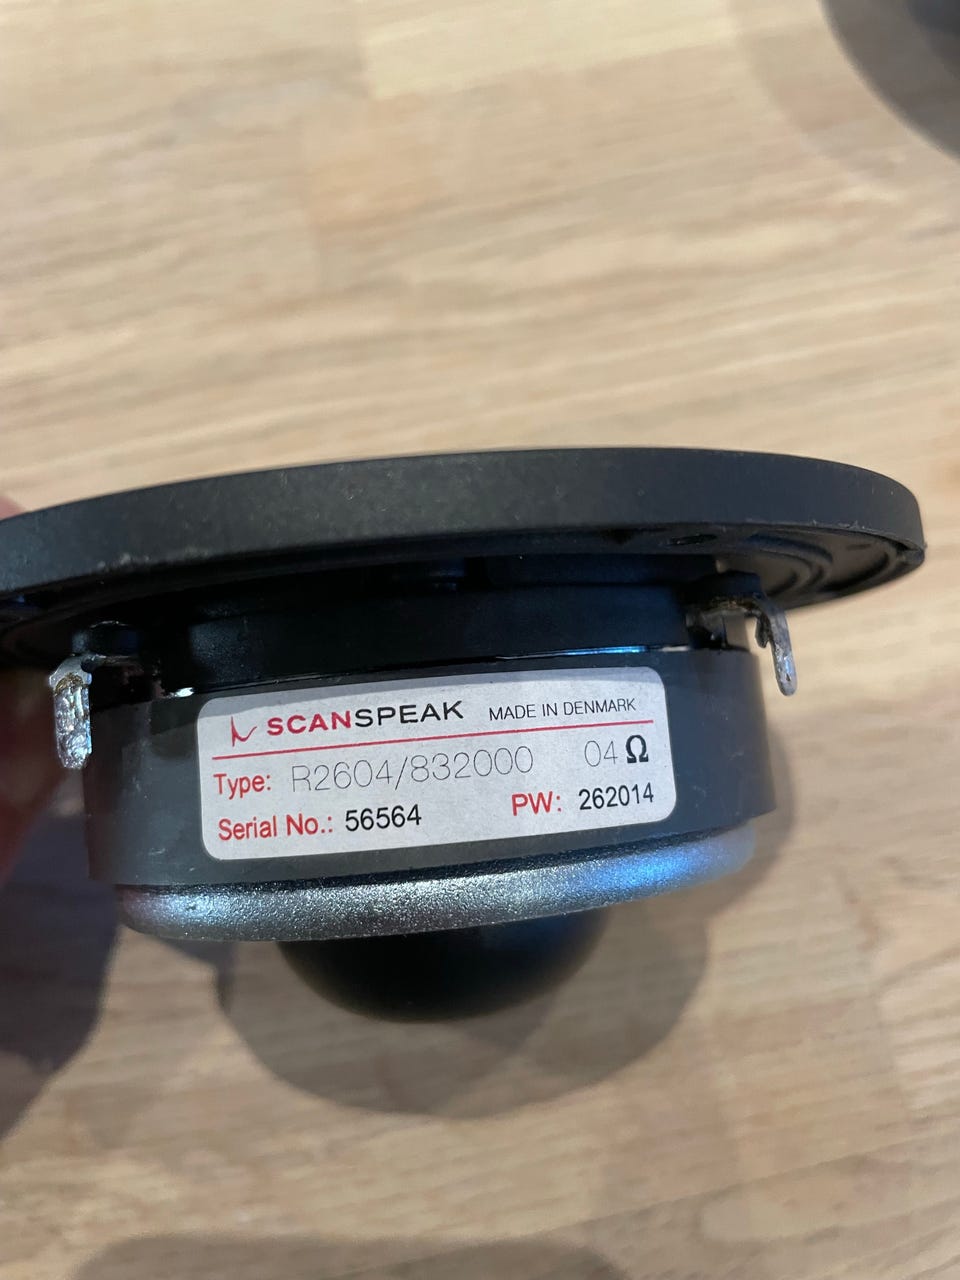 SCANSPEAK MADE IN DENMARK
Type: R2604/832000 04 Ω
Serial No.: 56564 PW: 262014